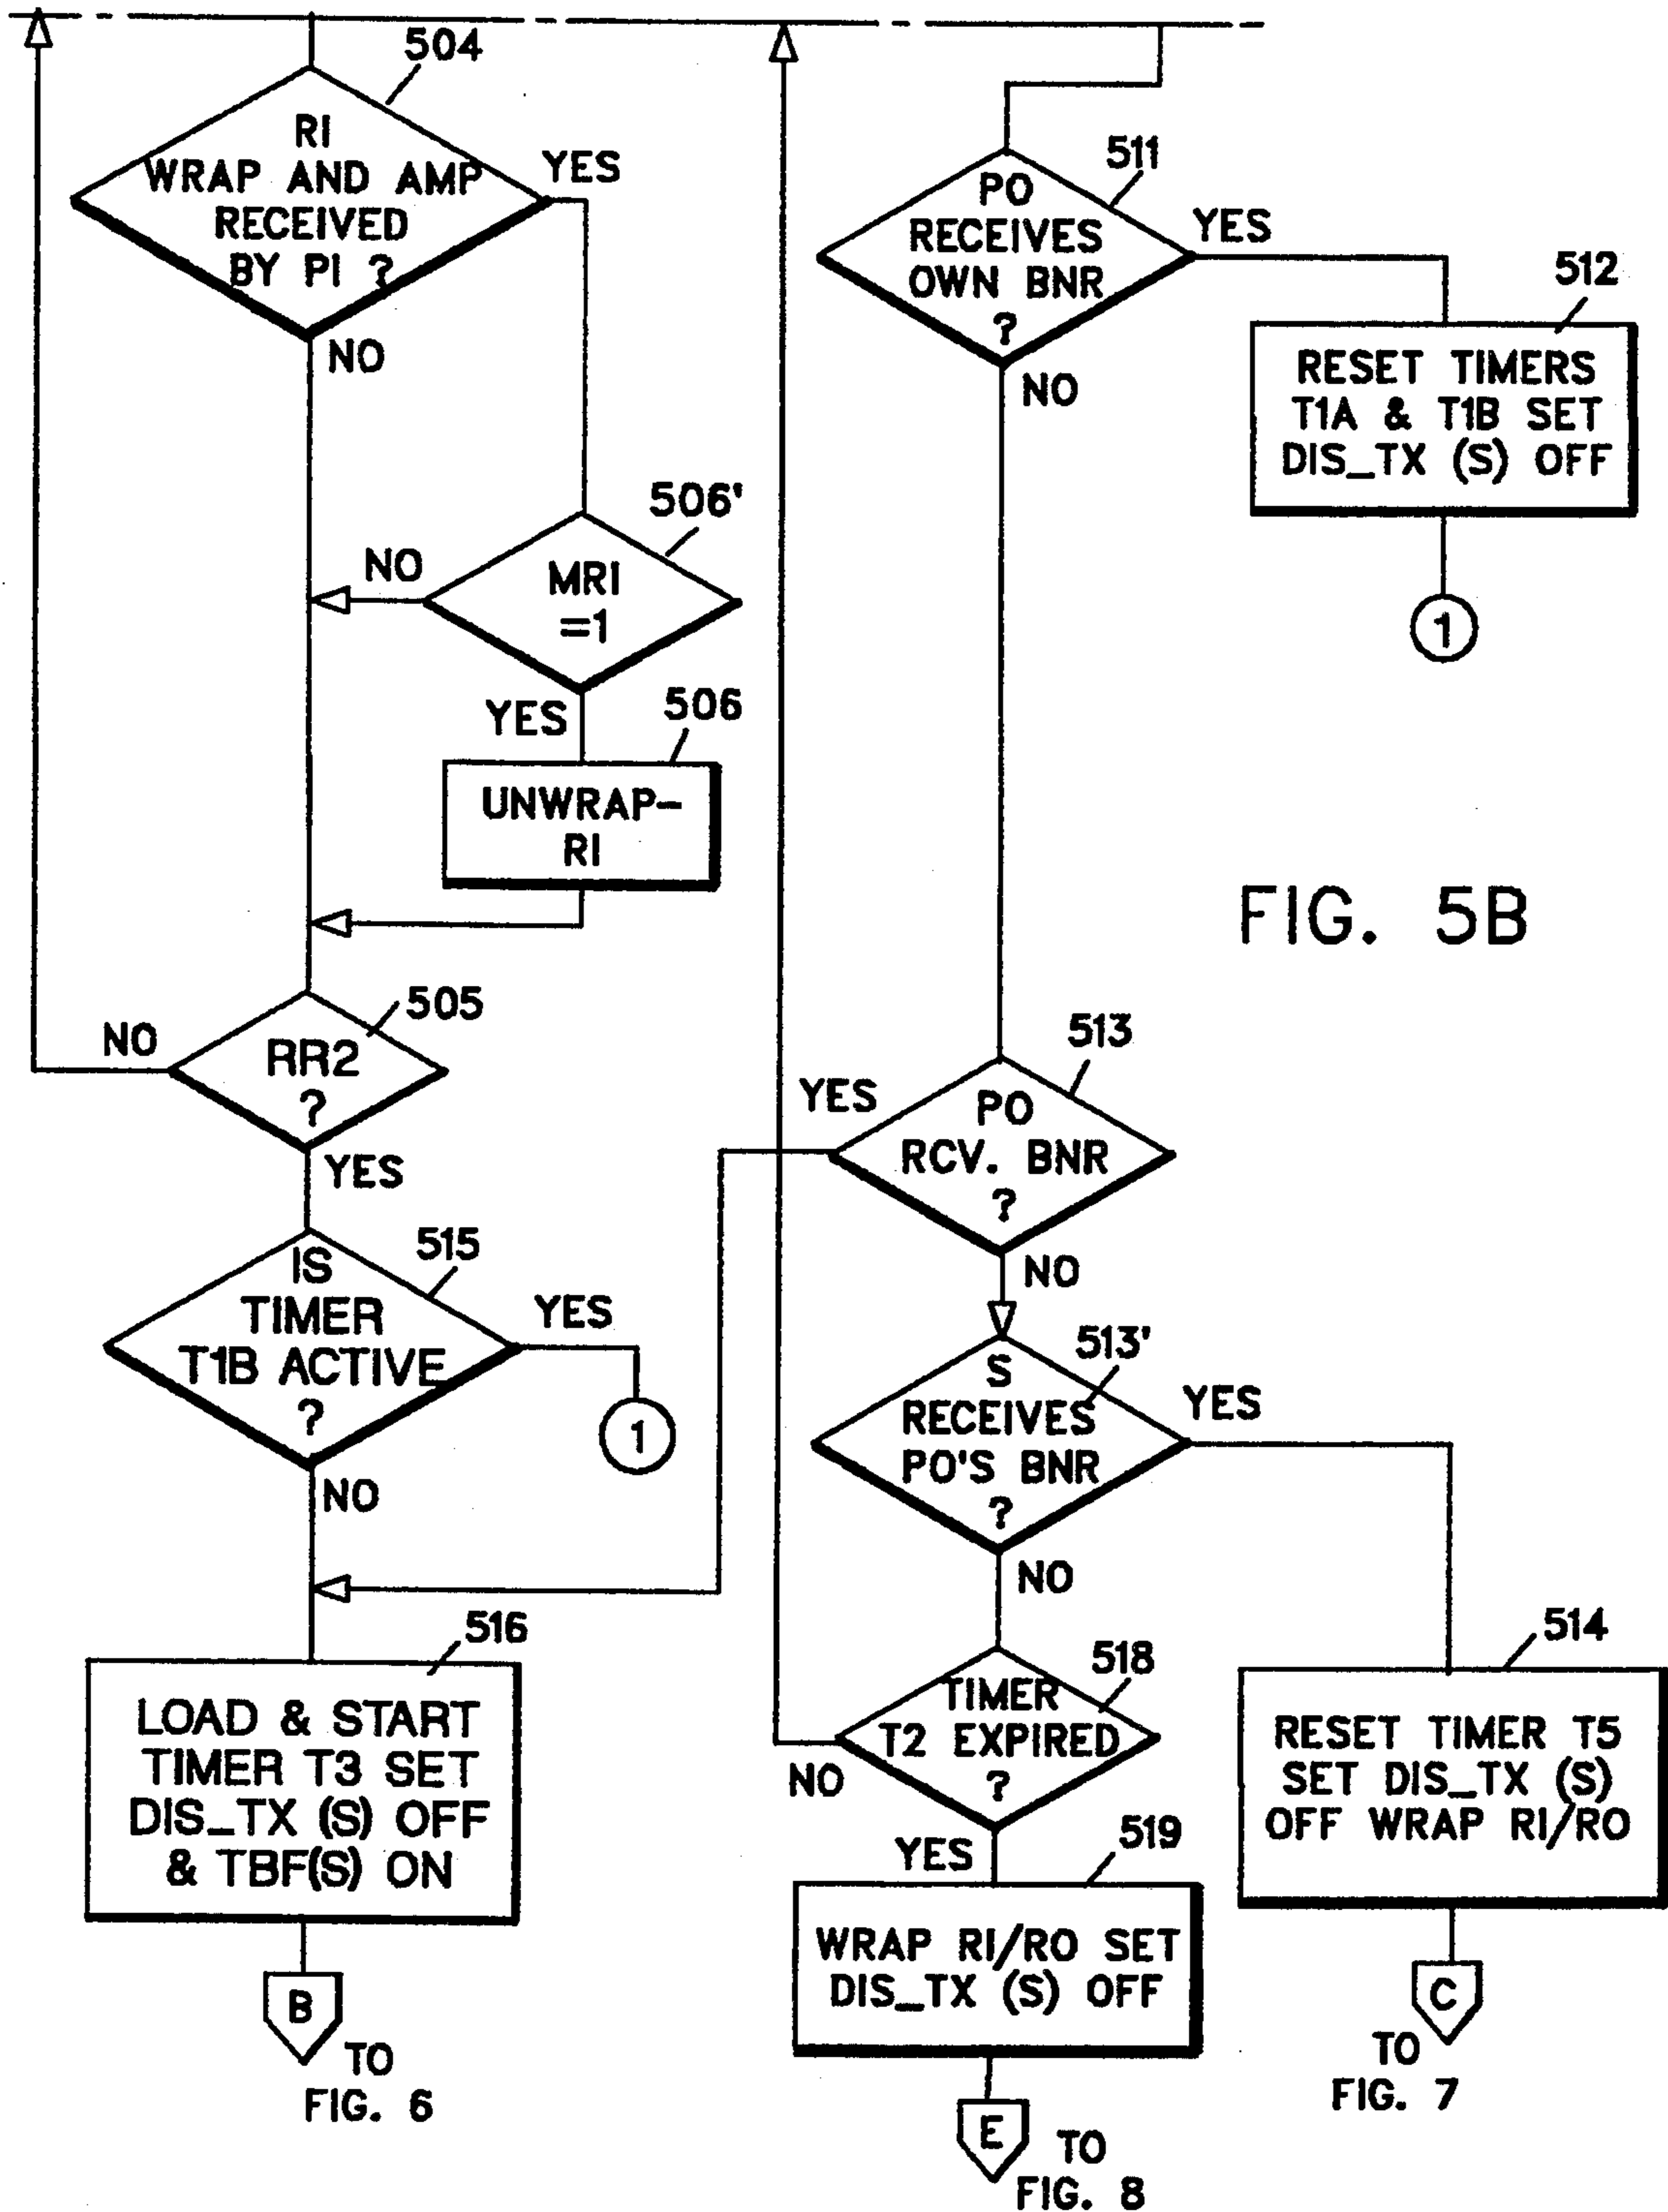 504
RI
WRAP AND AMP
RECEIVED
BY PI ?
YES
NO
506'
MRI
=1
NO
YES
506
UNWRAP-
RI
505
RR2
?
NO
YES
515
IS
TIMER
T1B ACTIVE
?
YES
1
NO
516
LOAD & START
TIMER T3 SET
DIS_TX (S) OFF
& TBF(S) ON
B
TO
FIG. 6
511
PO
RECEIVES
OWN BNR
?
YES
NO
512
RESET TIMERS
T1A & T1B SET
DIS_TX (S) OFF
1
FIG. 5B
513
PO
RCV. BNR
?
YES
NO
513'
S
RECEIVES
PO'S BNR
?
YES
NO
514
RESET TIMER T5
SET DIS_TX (S)
OFF WRAP RI/RO
C
TO
FIG. 7
518
TIMER
T2 EXPIRED
?
NO
YES
519
WRAP RI/RO SET
DIS_TX (S) OFF
E
TO
FIG. 8